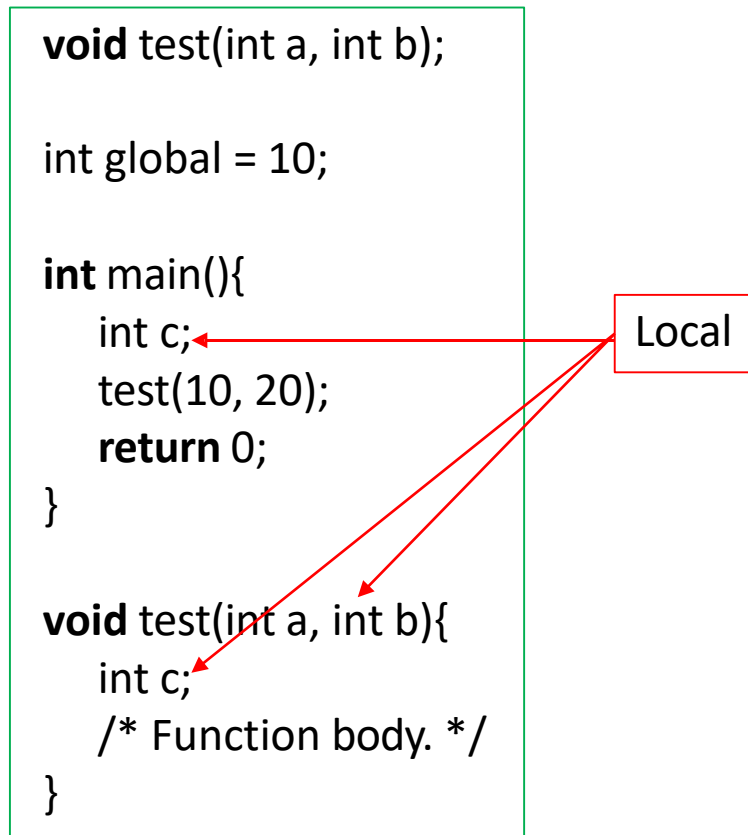 void test(int a, int b);
int global = 10;
int main(){
int c;
Local
test(10, 20);
return 0;
}
void test(int a, int b){
int c;
/* Function body. */
}